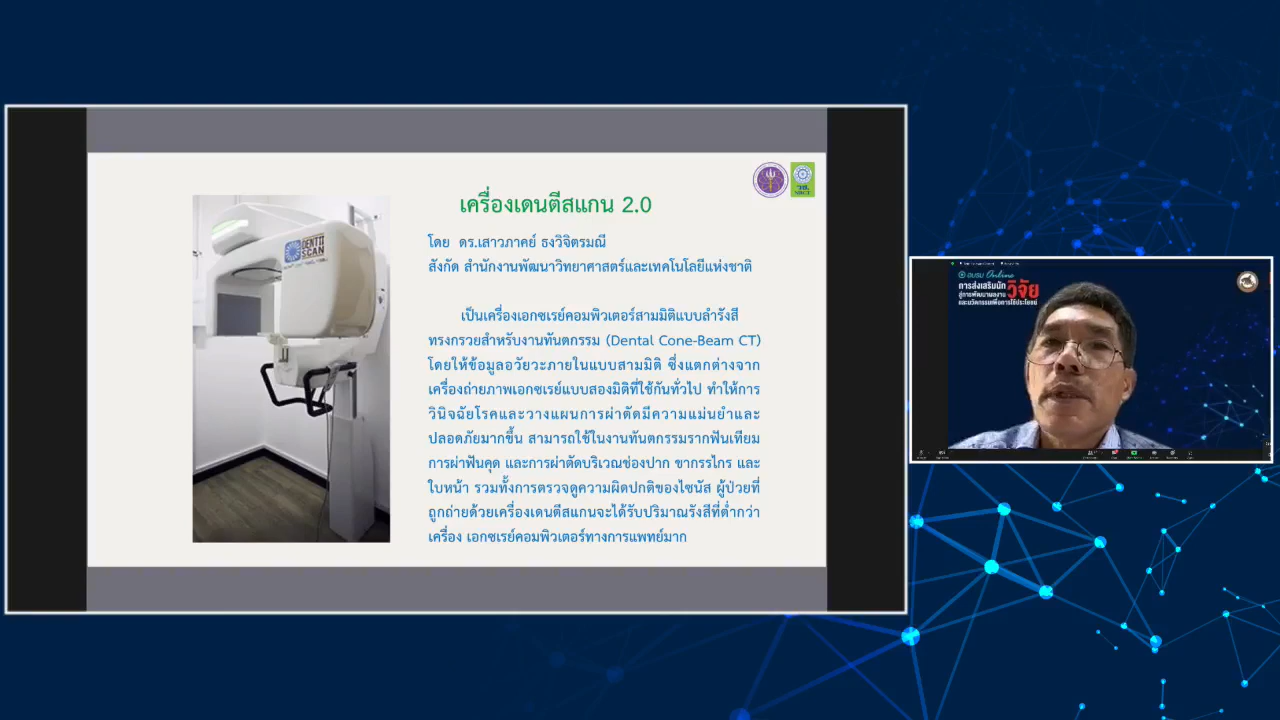 เครื่องเดนตีสแกน 2.0
โดย ดร.เสาวภาคย์ ธงวิจิตรมณี
สังกัด สำนักงานพัฒนาวิทยาศาสตร์และเทคโนโลยีแห่งชาติ
เป็นเครื่องเอกซเรย์คอมพิวเตอร์สามมิติแบบลำรังสี
ทรงกรวยสำหรับงานทันตกรรม (Dental Cone-Beam CT)
โดยให้ข้อมูลอวัยวะภายในแบบสามมิติ ซึ่งแตกต่างจาก
เครื่องถ่ายภาพเอกซเรย์แบบสองมิติที่ใช้กันทั่วไป ทำให้การ
วินิจฉัยโรคและวางแผนการผ่าตัดมีความแม่นยำและ
ปลอดภัยมากขึ้น สามารถใช้ในงานทันตกรรมรากฟันเทียม
การผ่าฟันคุด และการผ่าตัดบริเวณช่องปาก ขากรรไกร และ
ใบหน้า รวมทั้งการตรวจดูความผิดปกติของไซนัส ผู้ป่วยที่
ถูกถ่ายด้วยเครื่องเดนตีสแกนจะได้รับปริมาณรังสีที่ต่ำกว่า
เครื่อง เอกซเรย์คอมพิวเตอร์ทางการแพทย์มาก
วช.
NRCT
DENTII
SCAN
อบรม Online
การส่งเสริมนัก
วิจัย
สู่การพัฒนาผลงาน
และนวัตกรรมเพื่อการใช้ประโยชน์